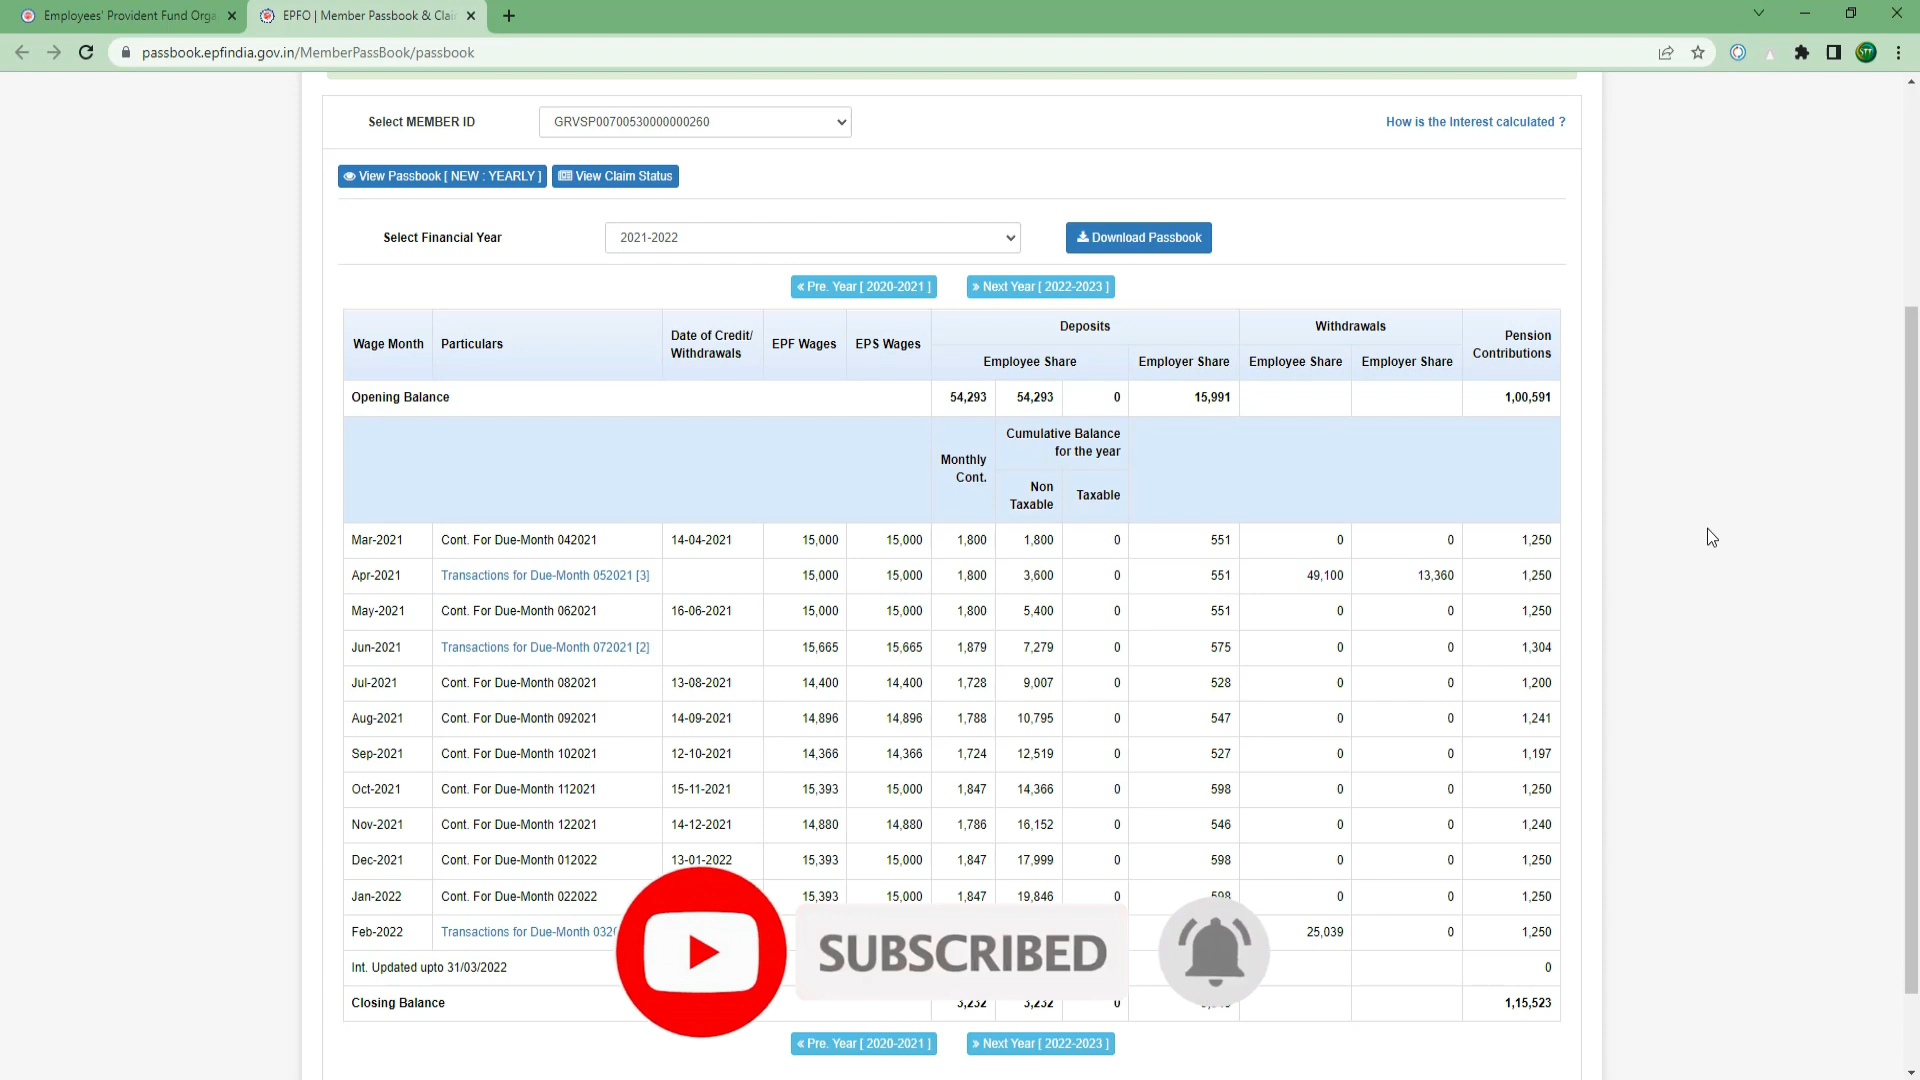 Employees' Provident Fund Orga
EPFO | Member Passbook & Clai
passbook.epfindia.gov.in/MemberPassBook/passbook
STT
Select MEMBER ID
GRVSP00700530000000260
How is the Interest calculated ?
View Passbook [ NEW : YEARLY ]
View Claim Status
Select Financial Year
2021-2022
Download Passbook
« Pre. Year [ 2020-2021 ]
» Next Year [ 2022-2023 ]
Wage Month Particulars Date of Credit/ Withdrawals EPF Wages EPS Wages Deposits Withdrawals Pension Contributions
Employee Share Employer Share Employee Share Employer Share
Opening Balance 54,293 54,293 0 15,991 1,00,591
Monthly Cont. Cumulative Balance for the year
Non Taxable Taxable
Mar-2021 Cont. For Due-Month 042021 14-04-2021 15,000 15,000 1,800 1,800 0 551 0 0 1,250
Apr-2021 Transactions for Due-Month 052021 [3] 15,000 15,000 1,800 3,600 0 551 49,100 13,360 1,250
May-2021 Cont. For Due-Month 062021 16-06-2021 15,000 15,000 1,800 5,400 0 551 0 0 1,250
Jun-2021 Transactions for Due-Month 072021 [2] 15,665 15,665 1,879 7,279 0 575 0 0 1,304
Jul-2021 Cont. For Due-Month 082021 13-08-2021 14,400 14,400 1,728 9,007 0 528 0 0 1,200
Aug-2021 Cont. For Due-Month 092021 14-09-2021 14,896 14,896 1,788 10,795 0 547 0 0 1,241
Sep-2021 Cont. For Due-Month 102021 12-10-2021 14,366 14,366 1,724 12,519 0 527 0 0 1,197
Oct-2021 Cont. For Due-Month 112021 15-11-2021 15,393 15,000 1,847 14,366 0 598 0 0 1,250
Nov-2021 Cont. For Due-Month 122021 14-12-2021 14,880 14,880 1,786 16,152 0 546 0 0 1,240
Dec-2021 Cont. For Due-Month 012022 13-01-2022 15,393 15,000 1,847 17,999 0 598 0 0 1,250
Jan-2022 Cont. For Due-Month 022022 15,393 15,000 1,847 19,846 0 598 0 0 1,250
Feb-2022 Transactions for Due-Month 032 25,039 0 1,250
Int. Updated upto 31/03/2022 0
Closing Balance 3,232 3,232 0 1,15,523
SUBSCRIBED
« Pre. Year [ 2020-2021 ]
» Next Year [ 2022-2023 ]